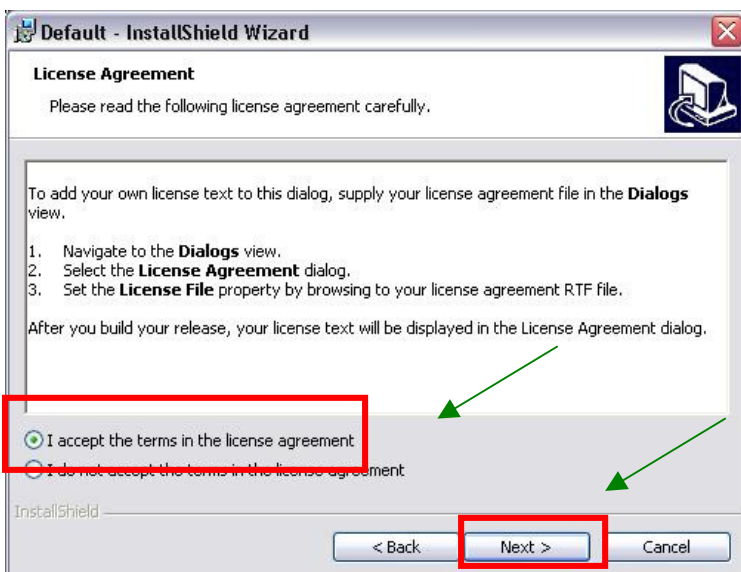 Default - InstallShield Wizard
License Agreement
Please read the following license agreement carefully.
To add your own license text to this dialog, supply your license agreement file in the Dialogs
view.
1. Navigate to the Dialogs view.
2. Select the License Agreement dialog.
3. Set the License File property by browsing to your license agreement RTF file.
After you build your release, your license text will be displayed in the License Agreement dialog.
I accept the terms in the license agreement
I do not accept the terms in the license agreement
InstallShield
< Back Next > Cancel